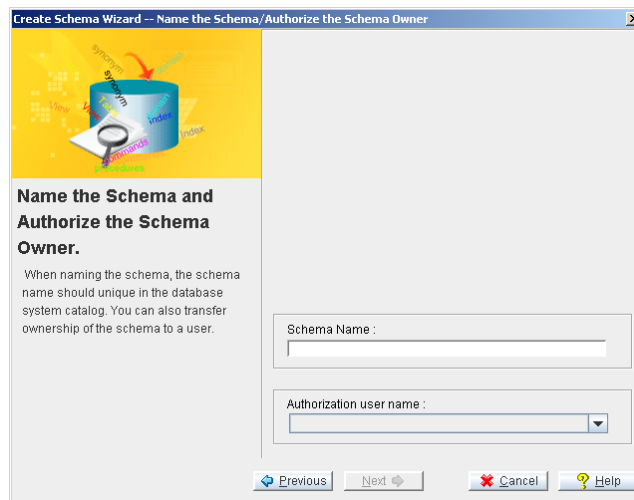 Create Schema Wizard -- Name the Schema/Authorize the Schema Owner
synonym
domain
synonym
View
View
Table
domain
index
Index
commands
procedures
Name the Schema and
Authorize the Schema
Owner.
When naming the schema, the schema
name should unique in the database
system catalog. You can also transfer
ownership of the schema to a user.
Schema Name :
Authorization user name :
Previous
Next
Cancel
Help